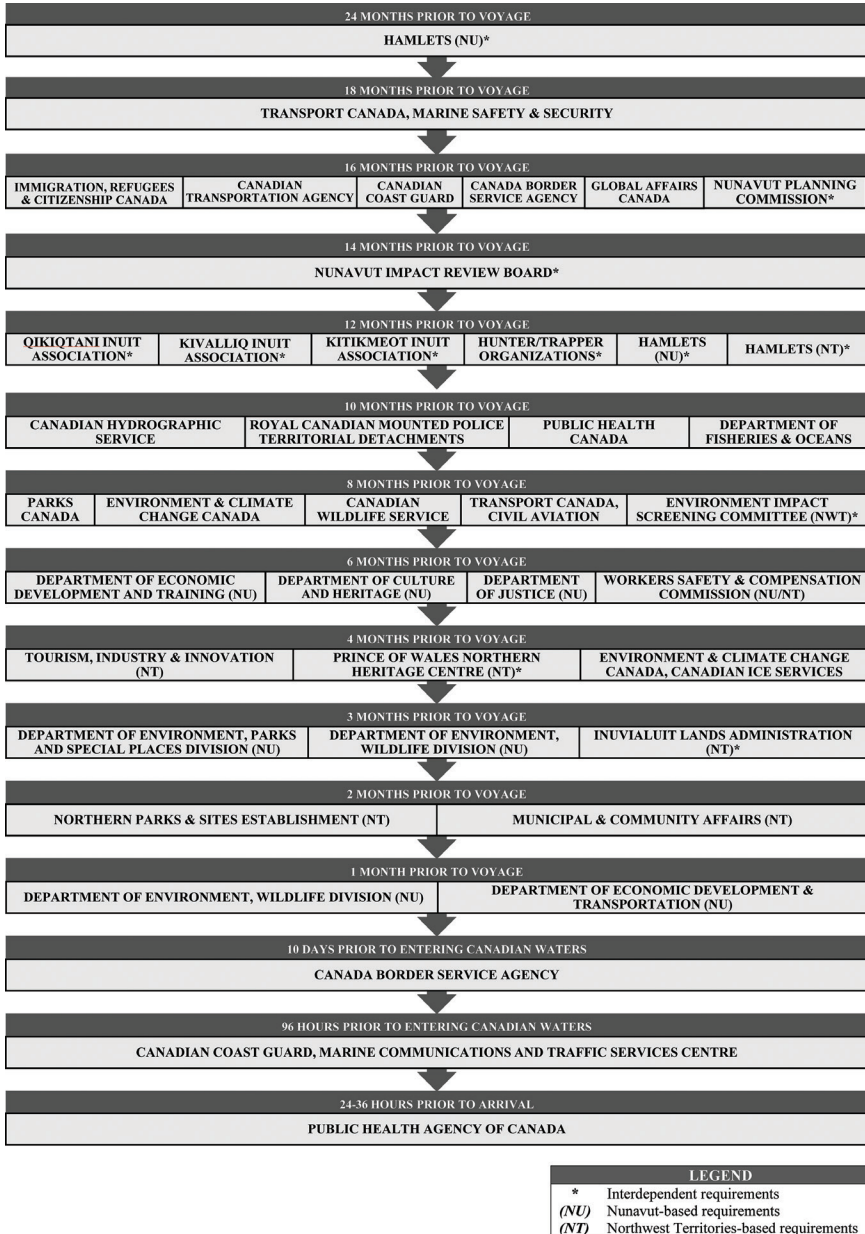 24 MONTHS PRIOR TO VOYAGE
HAMLETS (NU)*
18 MONTHS PRIOR TO VOYAGE
TRANSPORT CANADA, MARINE SAFETY & SECURITY
16 MONTHS PRIOR TO VOYAGE
IMMIGRATION, REFUGEES
& CITIZENSHIP CANADA
CANADIAN
TRANSPORTATION AGENCY
CANADIAN
COAST GUARD
CANADA BORDER
SERVICE AGENCY
GLOBAL AFFAIRS
CANADA
NUNAVUT PLANNING
COMMISSION*
14 MONTHS PRIOR TO VOYAGE
NUNAVUT IMPACT REVIEW BOARD*
12 MONTHS PRIOR TO VOYAGE
QIKIQTANI INUIT
ASSOCIATION*
KIVALLIQ INUIT
ASSOCIATION*
KITIKMEOT INUIT
ASSOCIATION*
HUNTER/TRAPPER
ORGANIZATIONS*
HAMLETS
(NU)*
HAMLETS (NT)*
10 MONTHS PRIOR TO VOYAGE
CANADIAN HYDROGRAPHIC
SERVICE
ROYAL CANADIAN MOUNTED POLICE
TERRITORIAL DETACHMENTS
PUBLIC HEALTH
CANADA
DEPARTMENT OF
FISHERIES & OCEANS
8 MONTHS PRIOR TO VOYAGE
PARKS
CANADA
ENVIRONMENT & CLIMATE
CHANGE CANADA
CANADIAN
WILDLIFE SERVICE
TRANSPORT CANADA,
CIVIL AVIATION
ENVIRONMENT IMPACT
SCREENING COMMITTEE (NWT)*
6 MONTHS PRIOR TO VOYAGE
DEPARTMENT OF ECONOMIC
DEVELOPMENT AND TRAINING (NU)
DEPARTMENT OF CULTURE
AND HERITAGE (NU)
DEPARTMENT
OF JUSTICE (NU)
WORKERS SAFETY & COMPENSATION
COMMISSION (NU/NT)
4 MONTHS PRIOR TO VOYAGE
TOURISM, INDUSTRY & INNOVATION
(NT)
PRINCE OF WALES NORTHERN
HERITAGE CENTRE (NT)*
ENVIRONMENT & CLIMATE CHANGE
CANADA, CANADIAN ICE SERVICES
3 MONTHS PRIOR TO VOYAGE
DEPARTMENT OF ENVIRONMENT, PARKS
AND SPECIAL PLACES DIVISION (NU)
DEPARTMENT OF ENVIRONMENT,
WILDLIFE DIVISION (NU)
INUVIALUIT LANDS ADMINISTRATION
(NT)*
2 MONTHS PRIOR TO VOYAGE
NORTHERN PARKS & SITES ESTABLISHMENT (NT)
MUNICIPAL & COMMUNITY AFFAIRS (NT)
1 MONTH PRIOR TO VOYAGE
DEPARTMENT OF ENVIRONMENT, WILDLIFE DIVISION (NU)
DEPARTMENT OF ECONOMIC DEVELOPMENT &
TRANSPORTATION (NU)
10 DAYS PRIOR TO ENTERING CANADIAN WATERS
CANADA BORDER SERVICE AGENCY
96 HOURS PRIOR TO ENTERING CANADIAN WATERS
CANADIAN COAST GUARD, MARINE COMMUNICATIONS AND TRAFFIC SERVICES CENTRE
24-36 HOURS PRIOR TO ARRIVAL
PUBLIC HEALTH AGENCY OF CANADA
LEGEND
* Interdependent requirements
(NU) Nunavut-based requirements
(NT) Northwest Territories-based requirements